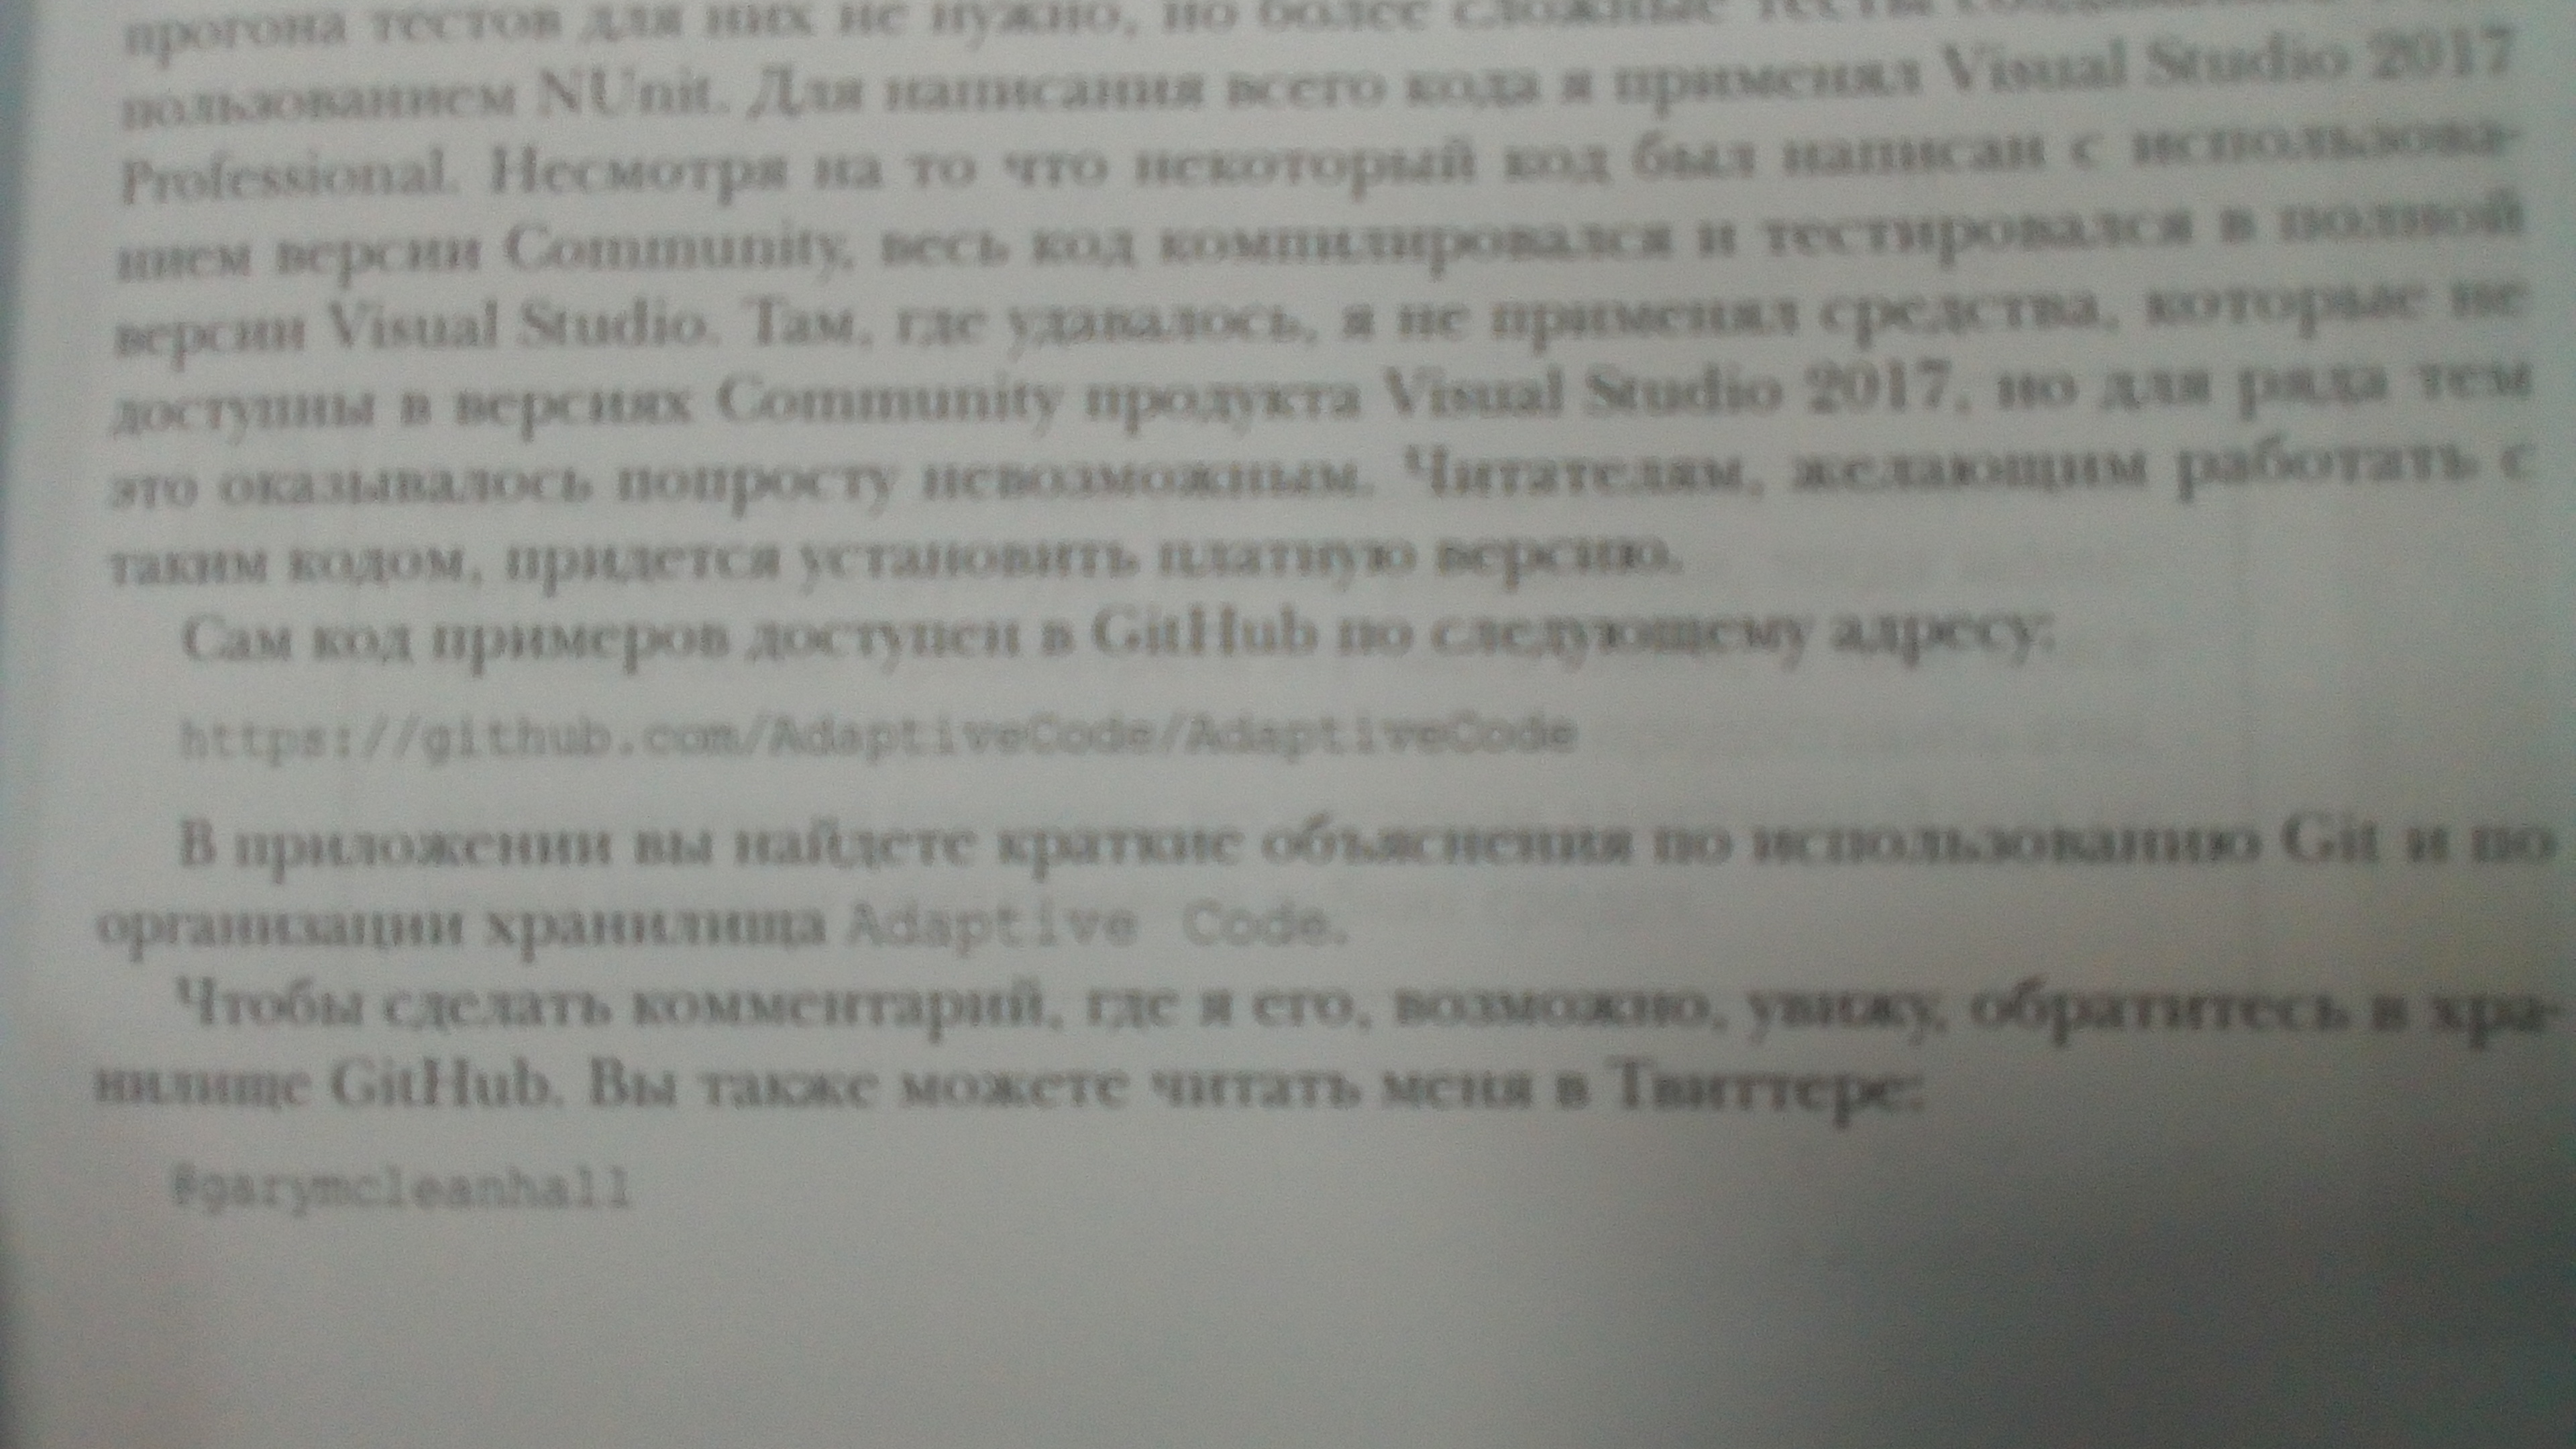 прогона тестов для них не нужно, но более сложные тесты
пользованием NUnit. Для написания всего кода я применял Visual Studio 2017
Professional. Несмотря на то что некоторый код был написан с использова-
нием версии Community, весь код компилировался и тестировался в полной
версии Visual Studio. Там, где удавалось, я не применял средства, которые не
доступны в версиях Community продукта Visual Studio 2017, но для ряда тем
это оказывалось попросту невозможным. Читателям, желающим работать с
таким кодом, придется установить платную версию.
Сам код примеров доступен в GitHub по следующему адресу:
https://github.com/AdaptiveCode/AdaptiveCode
В приложении вы найдете краткие объяснения по использованию Git и по
организации хранилища Adaptive Code.
Чтобы сделать комментарий, где я его, возможно, увижу, обратитесь в хра-
нилище GitHub. Вы также можете читать меня в Твиттере:
@garymcleanhall